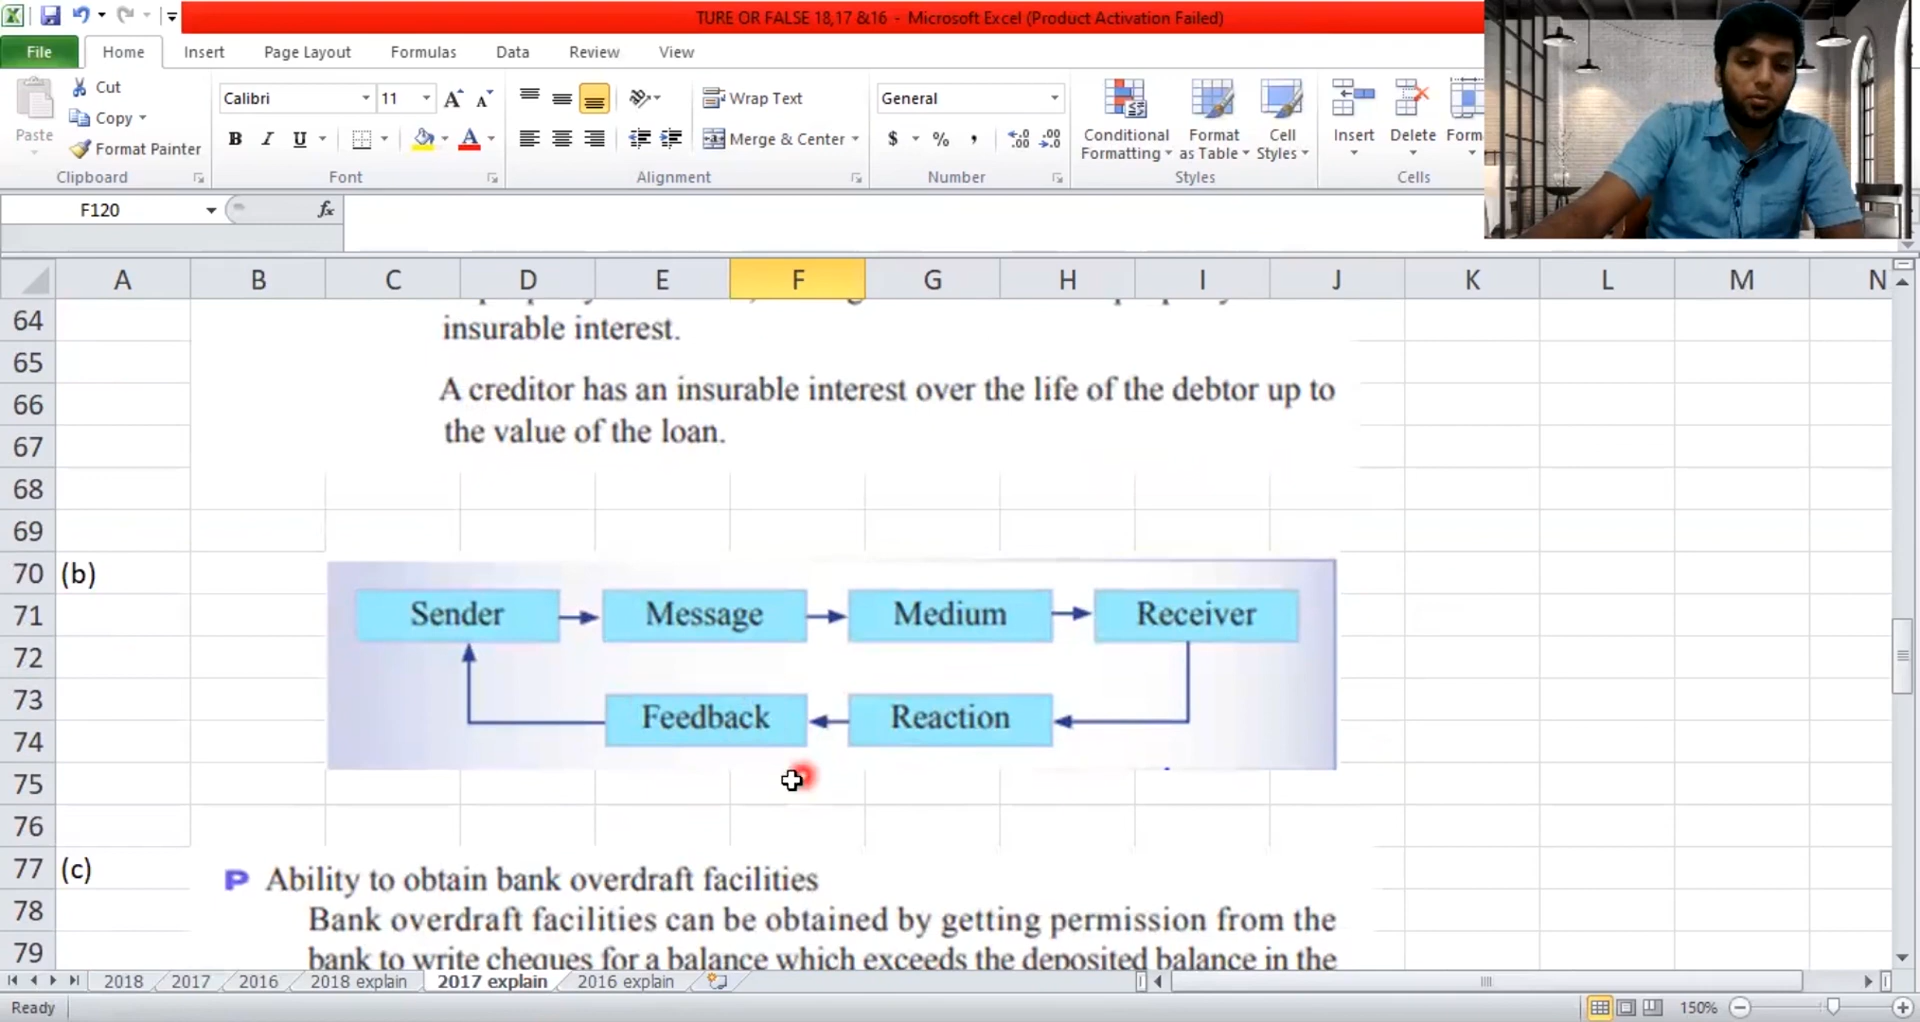 TURE OR FALSE 18,17 &16 - Microsoft Excel (Product Activation Failed)
File Home Insert Page Layout Formulas Data Review View
Cut
Copy
Format Painter
Paste
Clipboard
Calibri 11
B I U
Font
Wrap Text
Merge & Center
Alignment
General
$ % ,
Number
Conditional Formatting
Format as Table
Cell Styles
Styles
Insert
Delete
Form
Cells
F120
fx
A B C D E F G H I J K L M N
64
65
66
67
68
69
70
71
72
73
74
75
76
77
78
79
insurable interest.
A creditor has an insurable interest over the life of the debtor up to
the value of the loan.
(b)
Sender Message Medium Receiver
Feedback Reaction
(c)
P Ability to obtain bank overdraft facilities
Bank overdraft facilities can be obtained by getting permission from the
bank to write cheques for a balance which exceeds the deposited balance in the
2018 2017 2016 2018 explain 2017 explain 2016 explain
Ready
150%